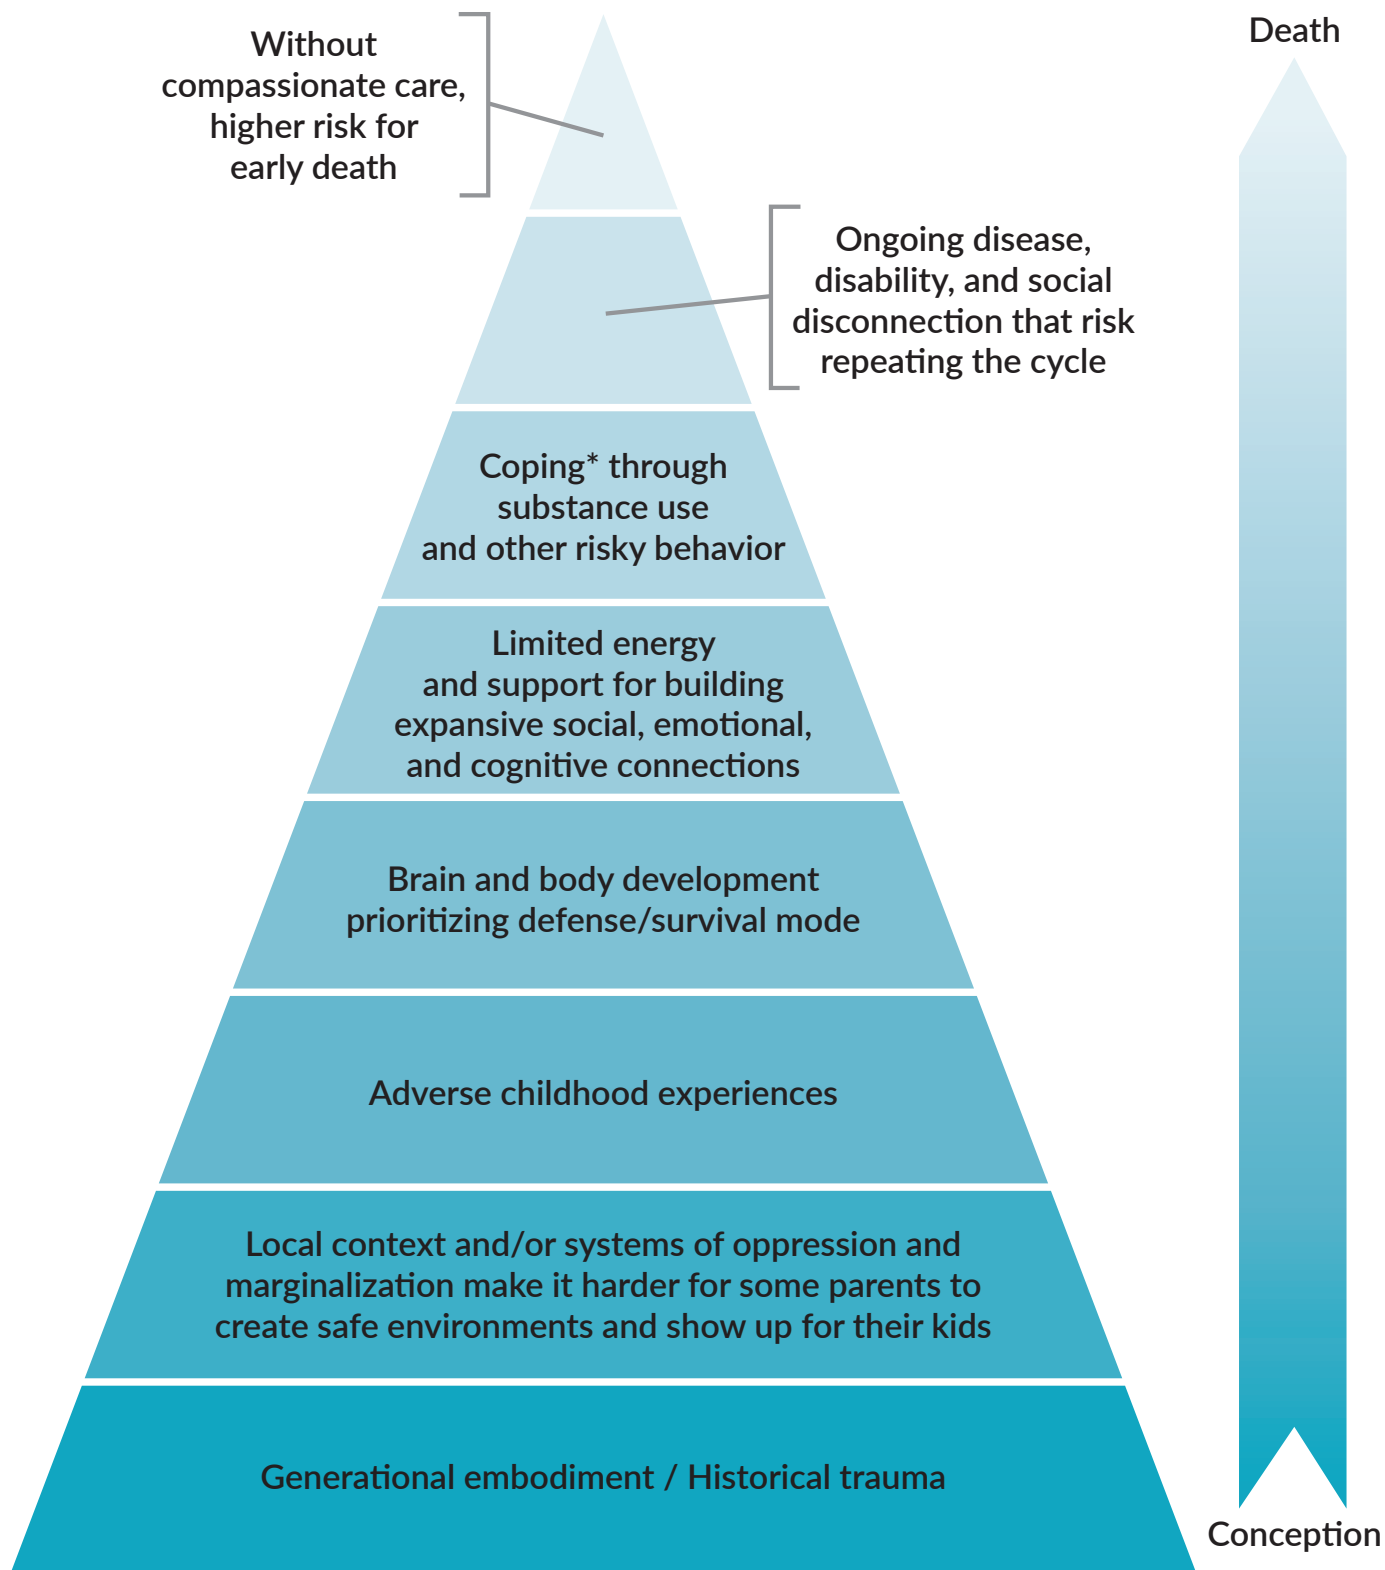 Without
compassionate care,
higher risk for
early death
Death
Ongoing disease,
disability, and social
disconnection that risk
repeating the cycle
Coping* through
substance use
and other risky behavior
Limited energy
and support for building
expansive social, emotional,
and cognitive connections
Brain and body development
prioritizing defense/survival mode
Adverse childhood experiences
Local context and/or systems of oppression and
marginalization make it harder for some parents to
create safe environments and show up for their kids
Generational embodiment / Historical trauma
Conception